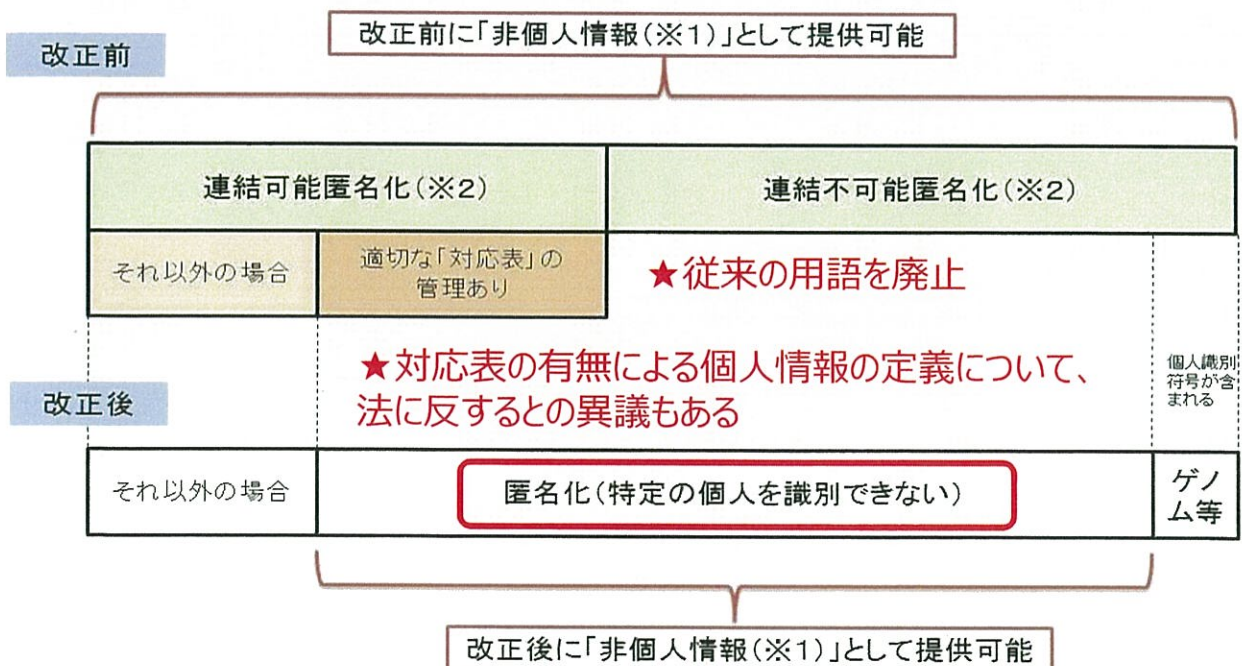 改正前に「非個人情報(※1)」として提供可能
改正前
連結可能匿名化(※2)
連結不可能匿名化(※2)
それ以外の場合
適切な「対応表」の
管理あり
★従来の用語を廃止
★対応表の有無による個人情報の定義について、
法に反するとの異議もある
個人識別
符号が含
まれる
改正後
それ以外の場合
匿名化(特定の個人を識別できない)
ゲノ
ム等
改正後に「非個人情報(※1)」として提供可能